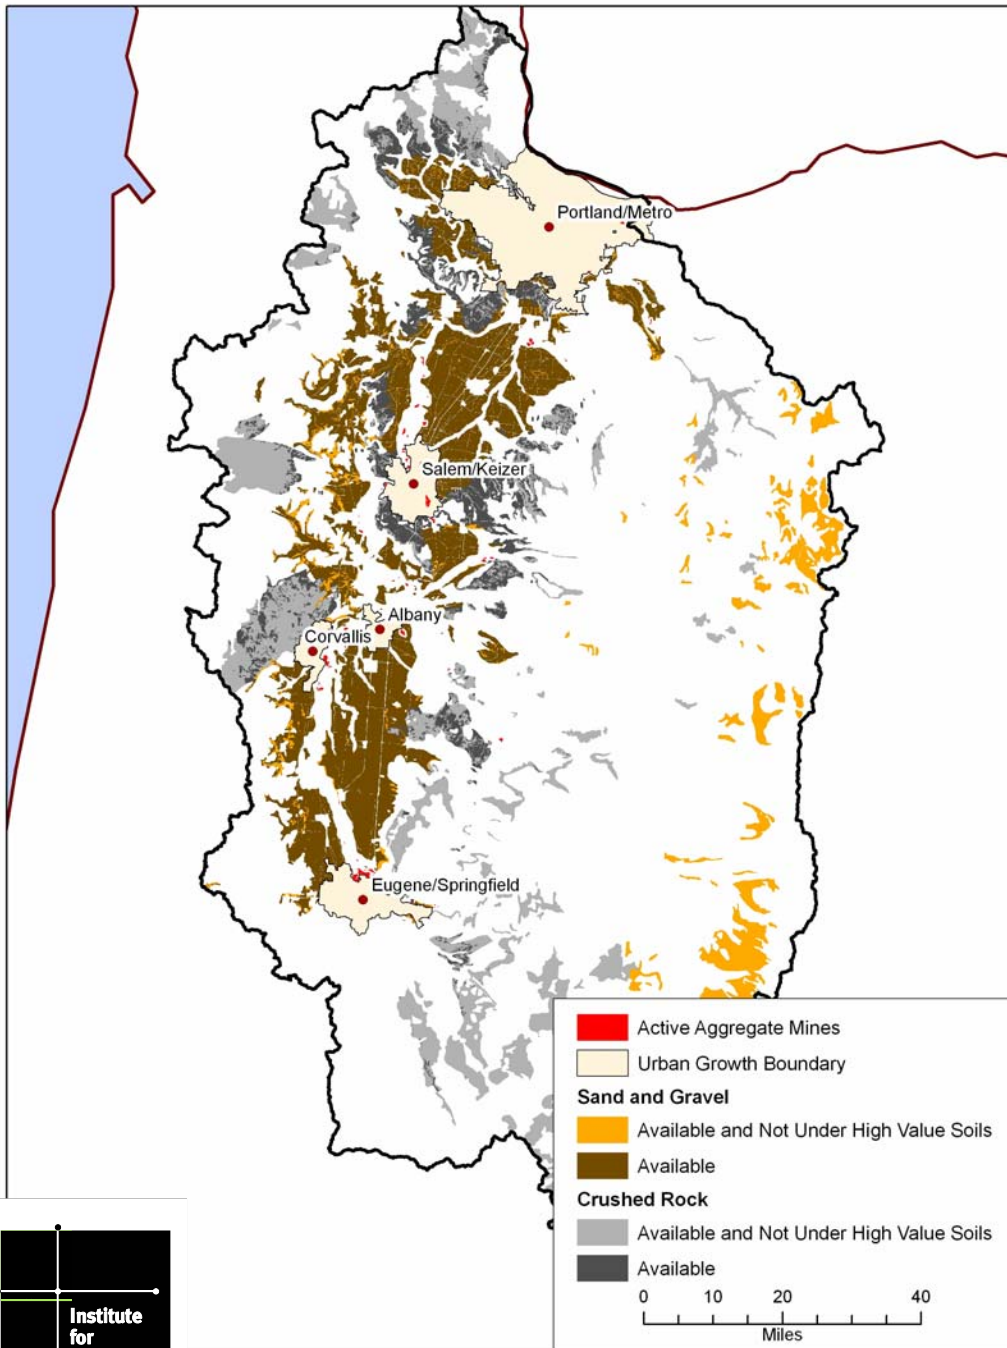 Portland/Metro
Salem/Keizer
Albany
Corvallis
Eugene/Springfield
Active Aggregate Mines
Urban Growth Boundary
Sand and Gravel
Available and Not Under High Value Soils
Available
Crushed Rock
Available and Not Under High Value Soils
Available
0 10 20 40
Miles
Institute
for